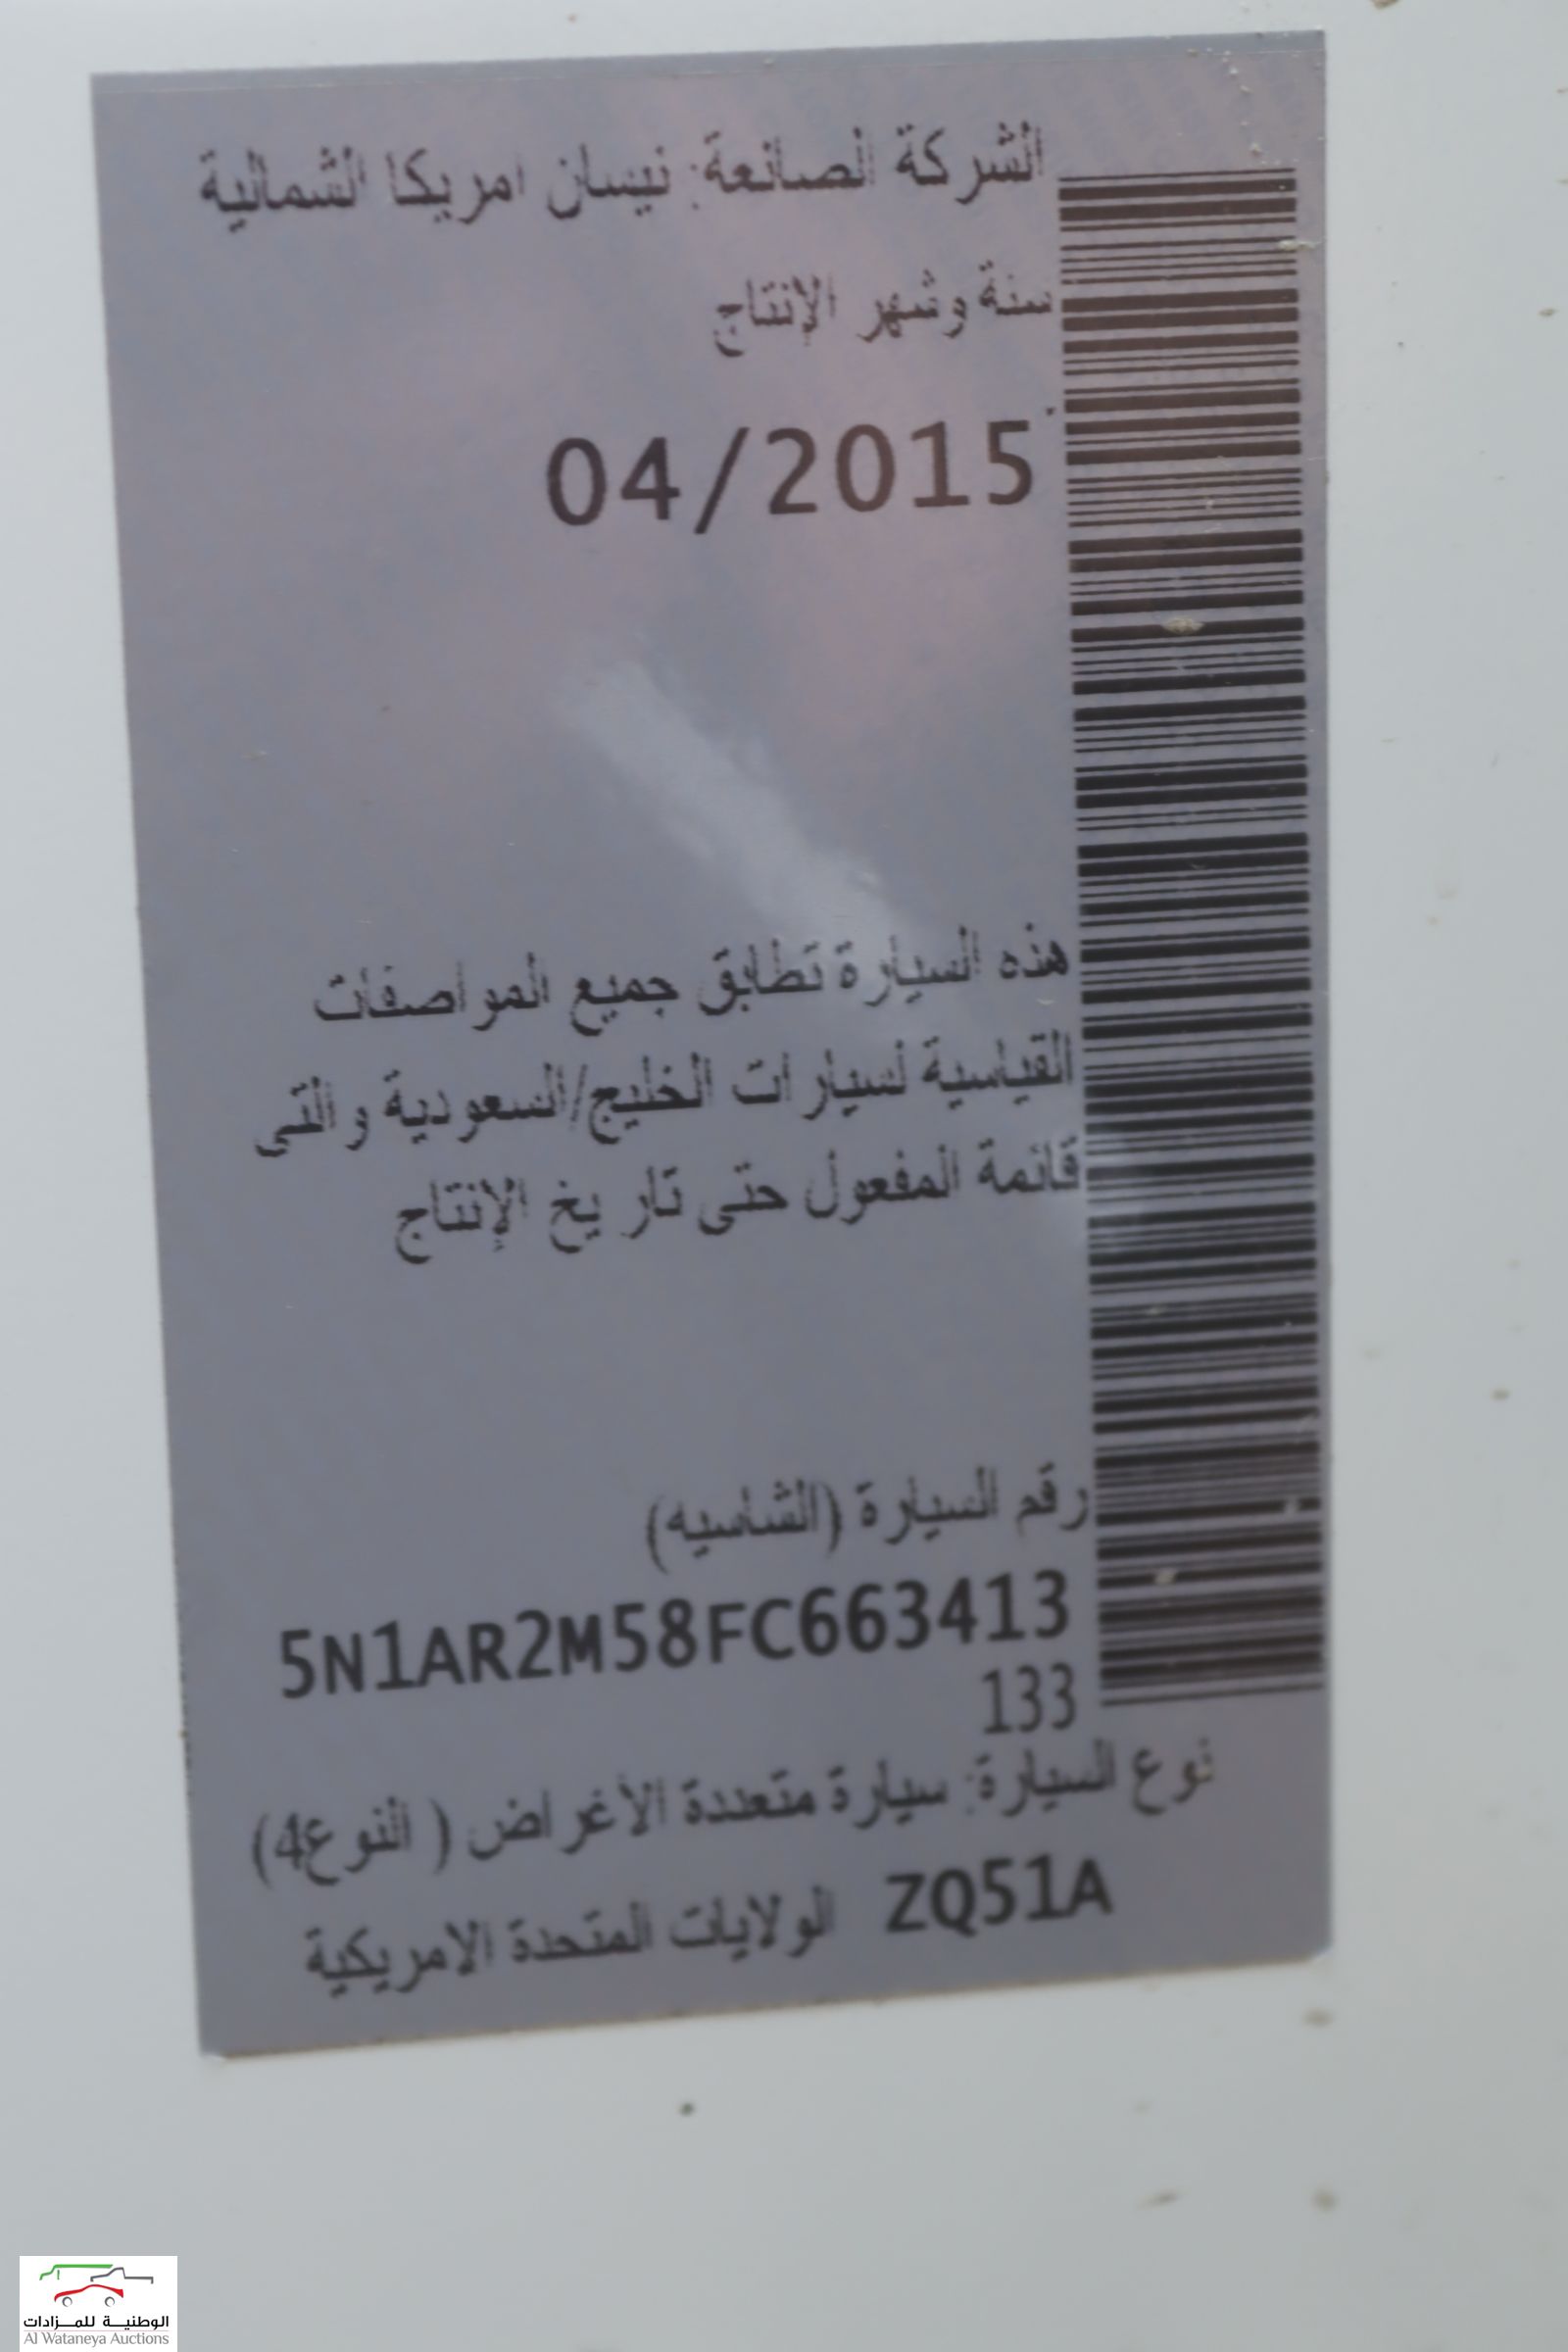 الشركة الصانعة: نيسان امريكا الشمالية
سنة وشهر الإنتاج
04/2015
هذه السيارة تطابق جميع المواصفات
القياسية لسيارات الخليج/السعودية والتى
قائمة المفعول حتى تاريخ الإنتاج
رقم السيارة (الشاسيه)
5N1AR2M58FC663413
133
نوع السيارة: سيارة متعددة الأغراض ( النوع4)
ZQ51A الولايات المتحدة الامريكية
الوطنيـــة للمــزادات
Al Wataneya Auctions